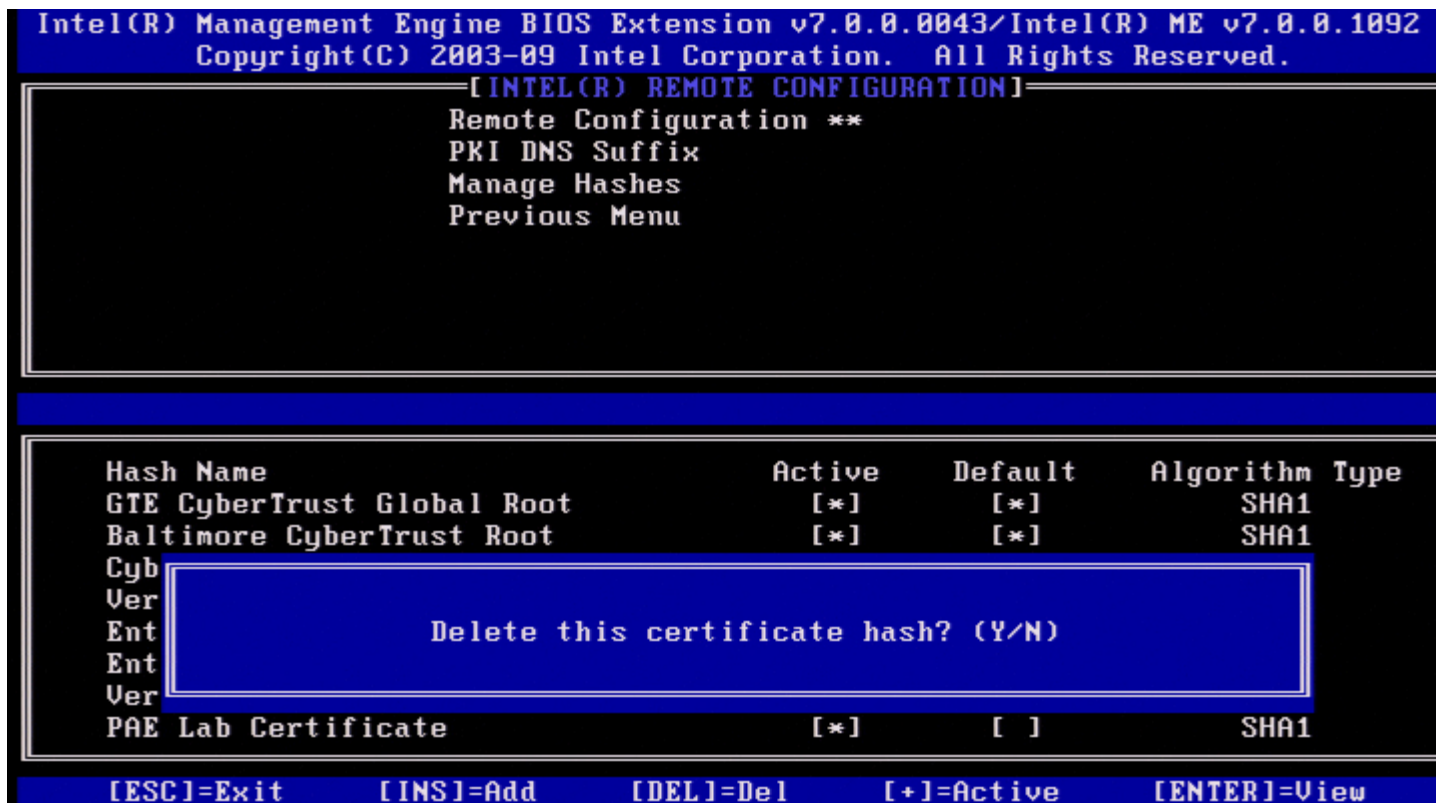 Intel(R) Management Engine BIOS Extension v7.0.0.0043/Intel(R) ME v7.0.0.1092
Copyright(C) 2003-09 Intel Corporation. All Rights Reserved.
[INTEL(R) REMOTE CONFIGURATION]
Remote Configuration **
PKI DNS Suffix
Manage Hashes
Previous Menu
Hash Name Active Default Algorithm Type
GTE CyberTrust Global Root [*] [*] SHA1
Baltimore CyberTrust Root [*] [*] SHA1
Cyb
Ver
Ent Delete this certificate hash? (Y/N)
Ent
Ver
PAE Lab Certificate [*] [ ] SHA1
[ESC]=Exit [INS]=Add [DEL]=Del [+]=Active [ENTER]=View